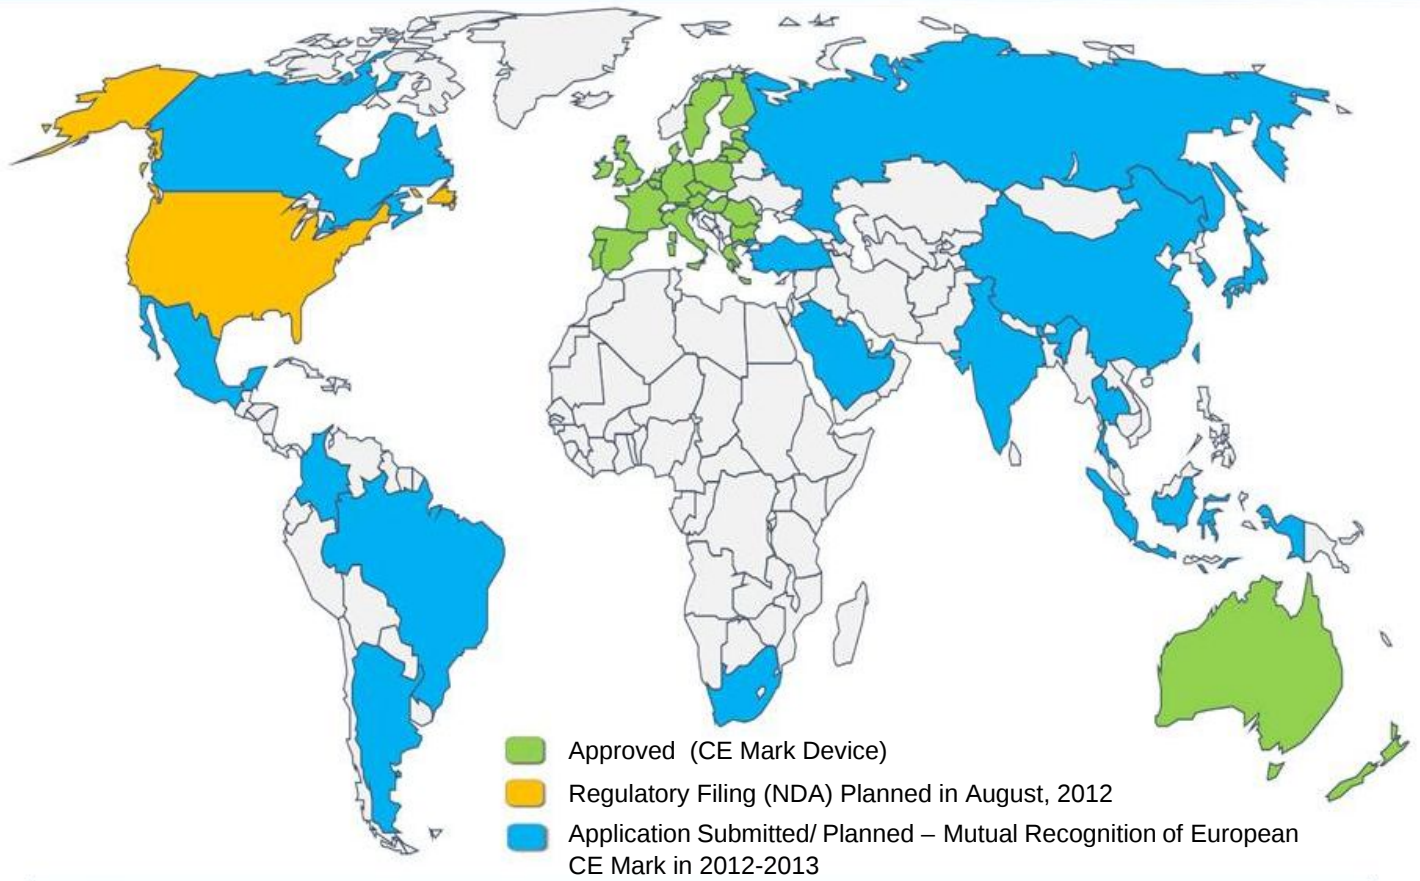 Approved (CE Mark Device)
Regulatory Filing (NDA) Planned in August, 2012
Application Submitted/ Planned – Mutual Recognition of European
CE Mark in 2012-2013